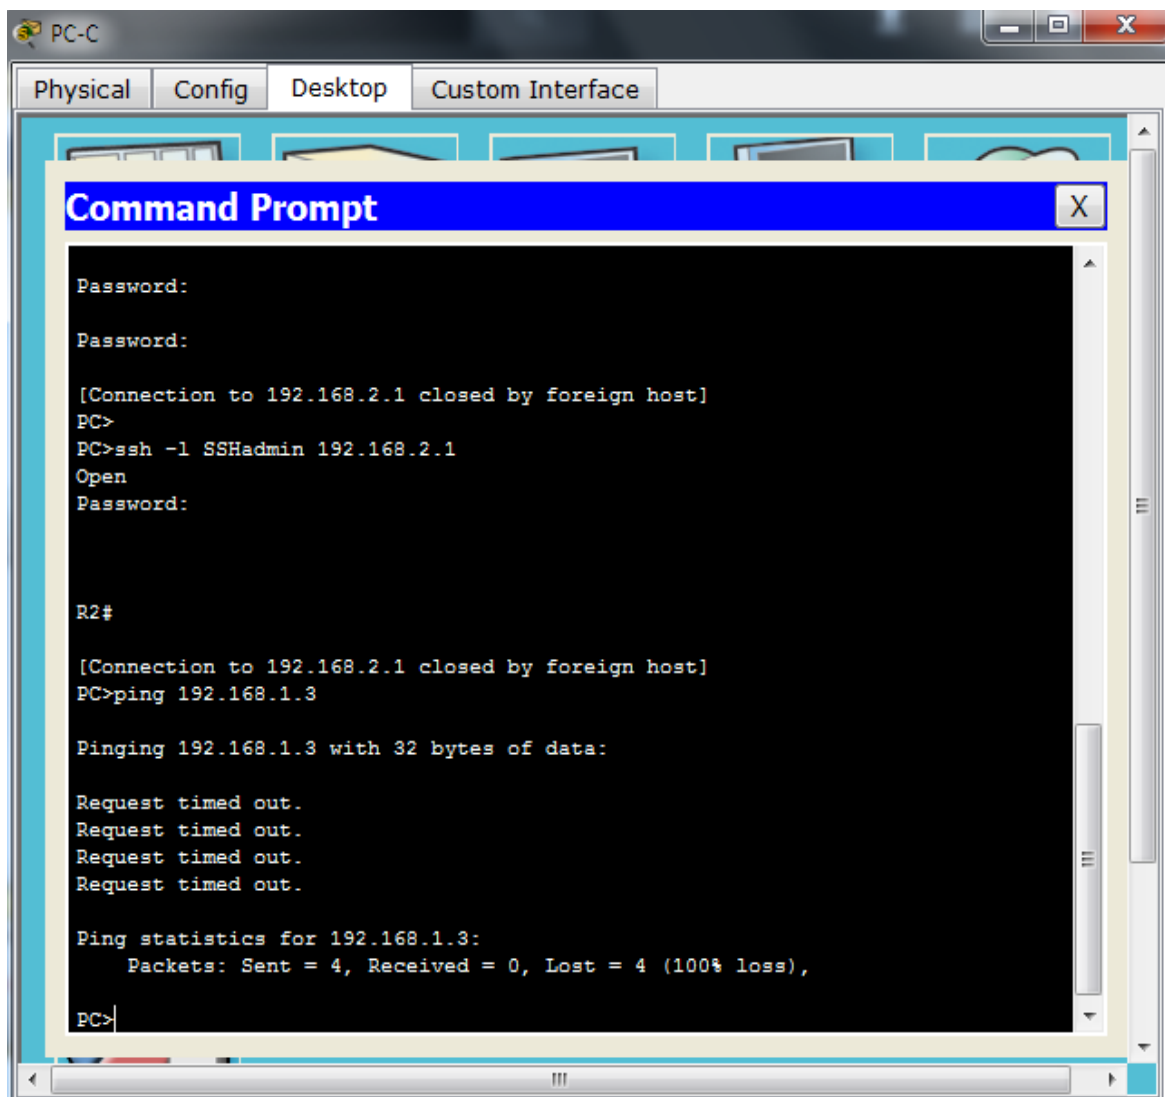 PC-C
X
Physical Config Desktop Custom Interface
Command Prompt
X
Password:
Password:
[Connection to 192.168.2.1 closed by foreign host]
PC>
PC>ssh -l SSHadmin 192.168.2.1
Open
Password:
R2#
[Connection to 192.168.2.1 closed by foreign host]
PC>ping 192.168.1.3
Pinging 192.168.1.3 with 32 bytes of data:
Request timed out.
Request timed out.
Request timed out.
Request timed out.
Ping statistics for 192.168.1.3:
Packets: Sent = 4, Received = 0, Lost = 4 (100% loss),
PC>